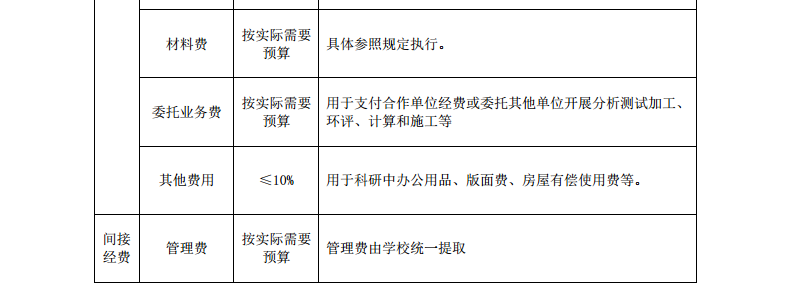 材料费
按实际需要
预算
具体参照规定执行。
委托业务费
按实际需要
预算
用于支付合作单位经费或委托其他单位开展分析测试加工、
环评、计算和施工等
其他费用
≤10%
用于科研中办公用品、版面费、房屋有偿使用费等。
间接
经费
管理费
按实际需要
预算
管理费由学校统一提取